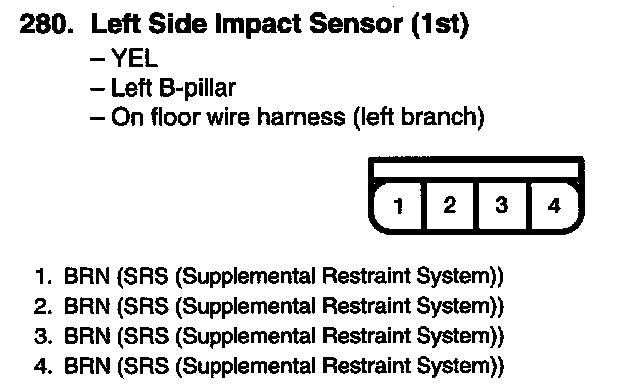 280. Left Side Impact Sensor (1st)
– YEL
– Left B-pillar
– On floor wire harness (left branch)
1 2 3 4
1. BRN (SRS (Supplemental Restraint System))
2. BRN (SRS (Supplemental Restraint System))
3. BRN (SRS (Supplemental Restraint System))
4. BRN (SRS (Supplemental Restraint System))